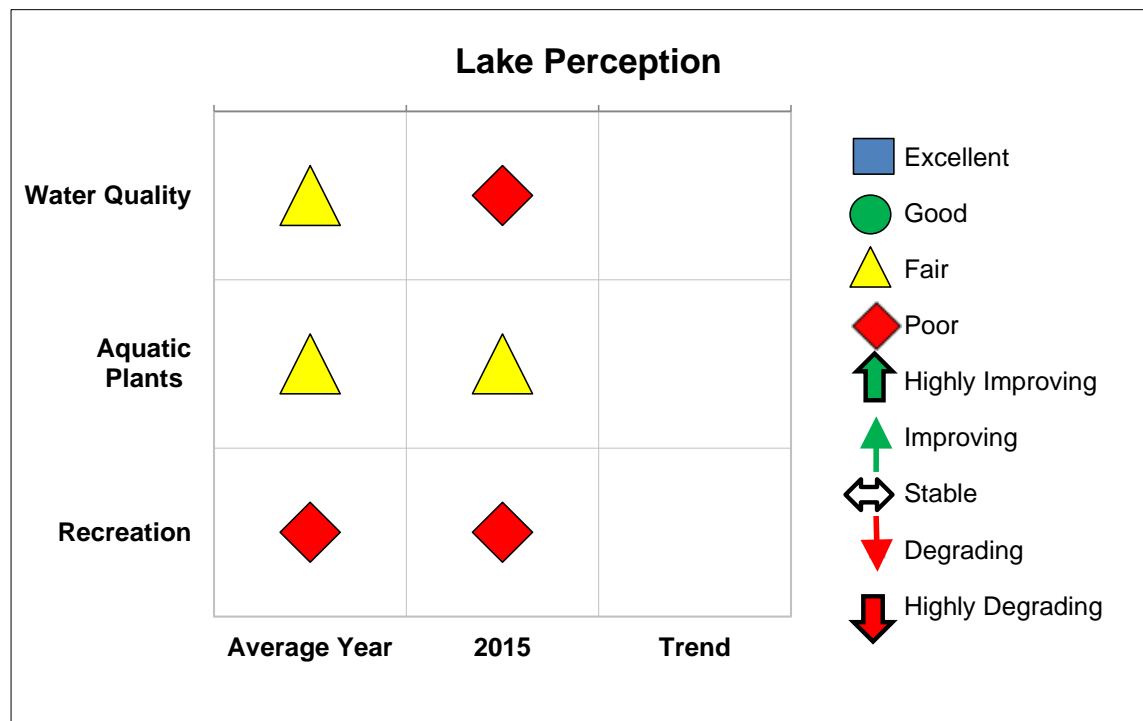 Lake Perception
Water Quality
Aquatic
Plants
Recreation
Average Year
2015
Trend
Excellent
Good
Fair
Poor
Highly Improving
Improving
Stable
Degrading
Highly Degrading